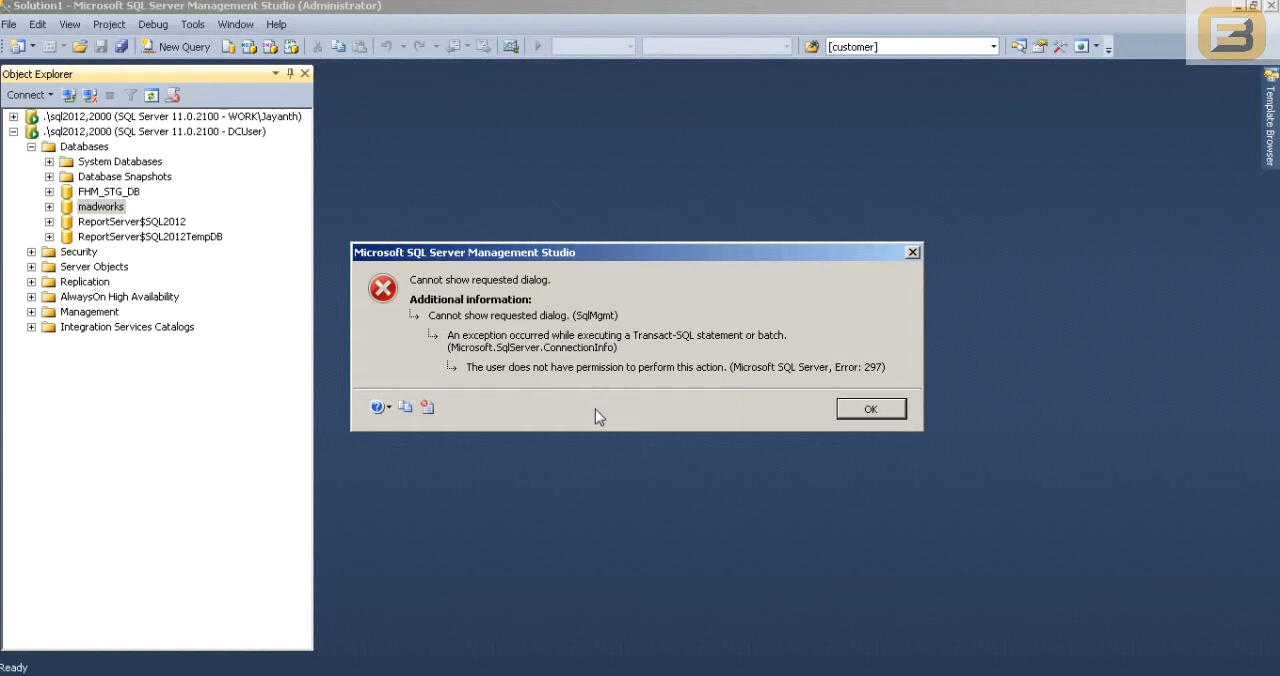 Solution1 - Microsoft SQL Server Management Studio (Administrator)
File Edit View Project Debug Tools Window Help
New Query [customer]
Object Explorer
Connect
.\sql2012,2000 (SQL Server 11.0.2100 - WORK\Jayanth)
.\sql2012,2000 (SQL Server 11.0.2100 - DCUser)
Databases
System Databases
Database Snapshots
FHM_STG_DB
madworks
ReportServer$SQL2012
ReportServer$SQL2012TempDB
Security
Server Objects
Replication
AlwaysOn High Availability
Management
Integration Services Catalogs
Microsoft SQL Server Management Studio
Cannot show requested dialog.
Additional information:
Cannot show requested dialog. (SqlMgmt)
An exception occurred while executing a Transact-SQL statement or batch.
(Microsoft.SqlServer.ConnectionInfo)
The user does not have permission to perform this action. (Microsoft SQL Server, Error: 297)
OK
Template Browser
Ready